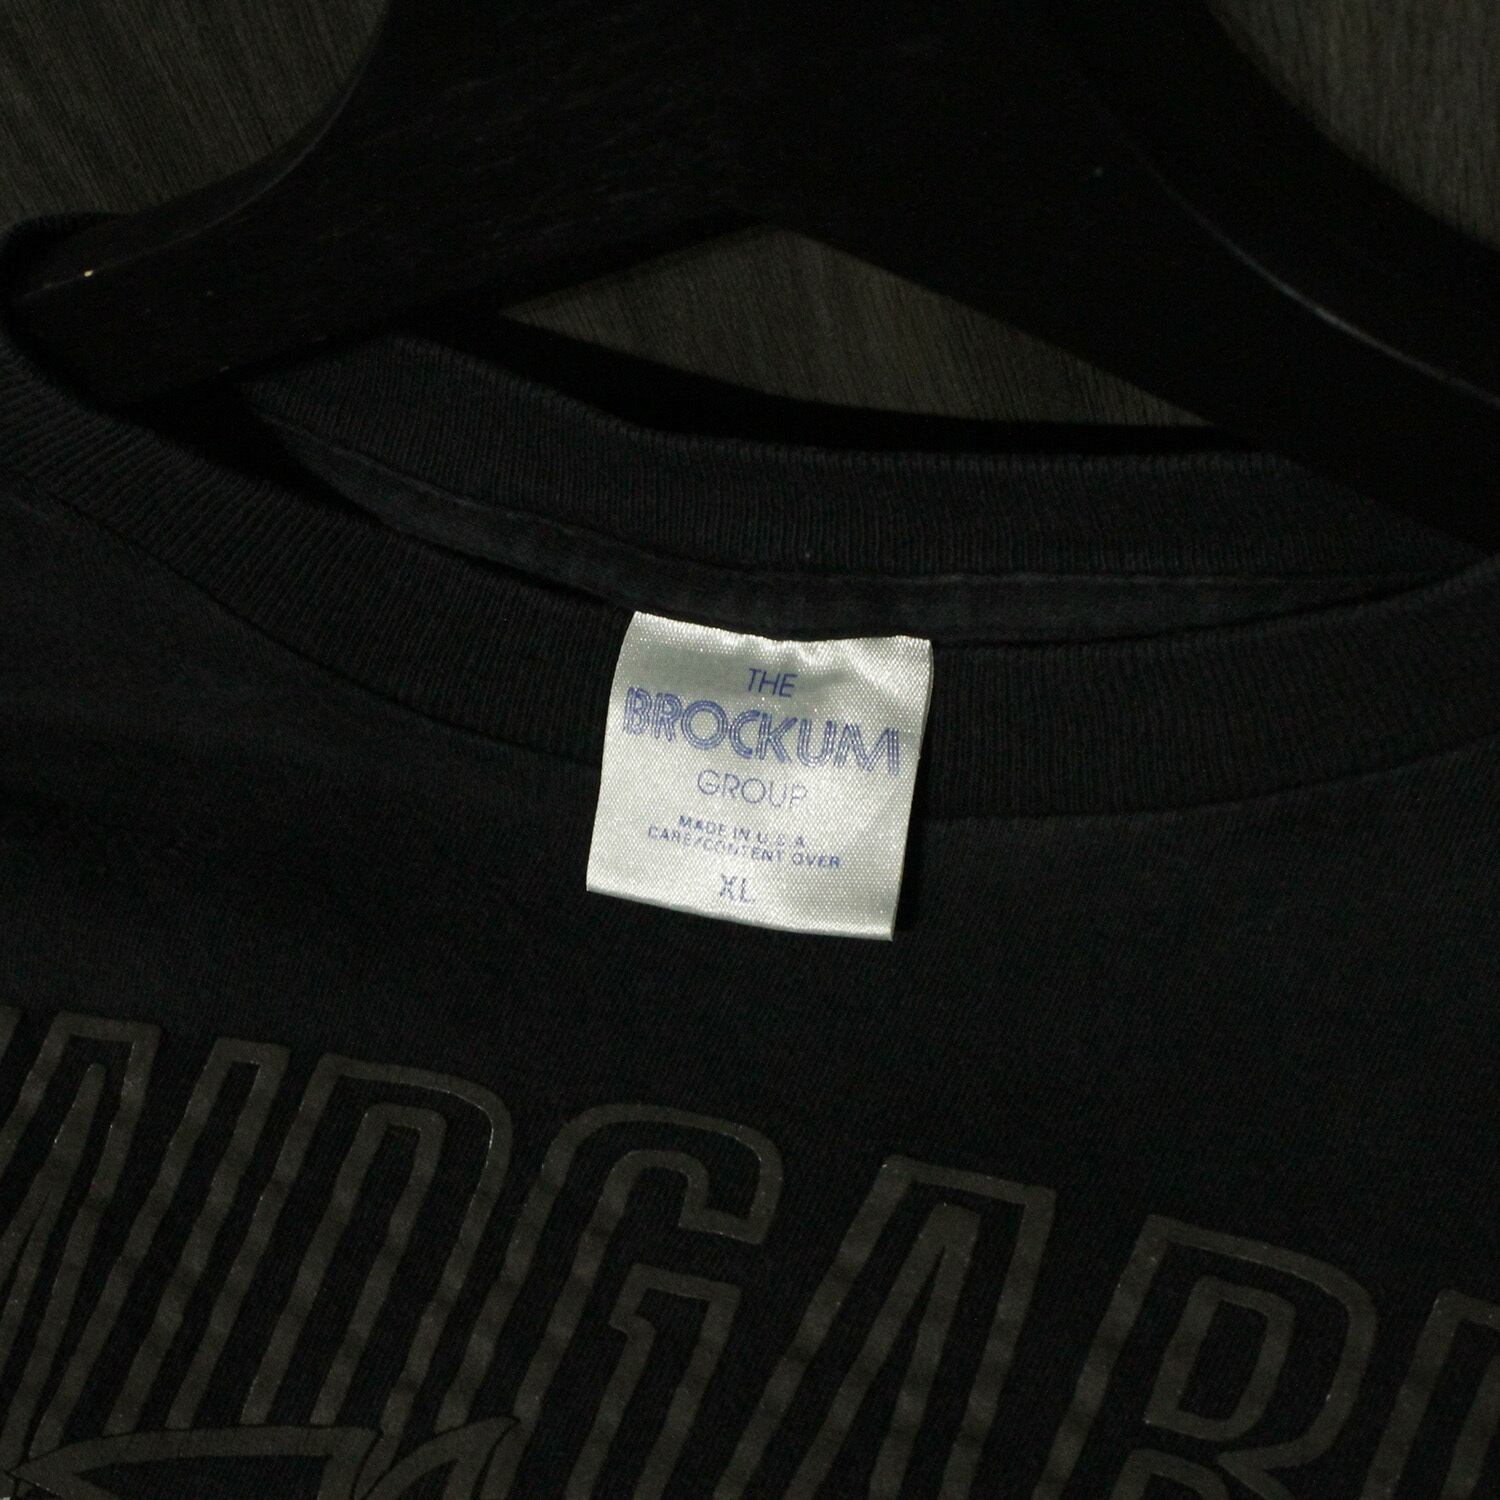 THE
BROCKUM
GROUP
MADE IN U.S.A.
CARE/CONTENT OVER
XL